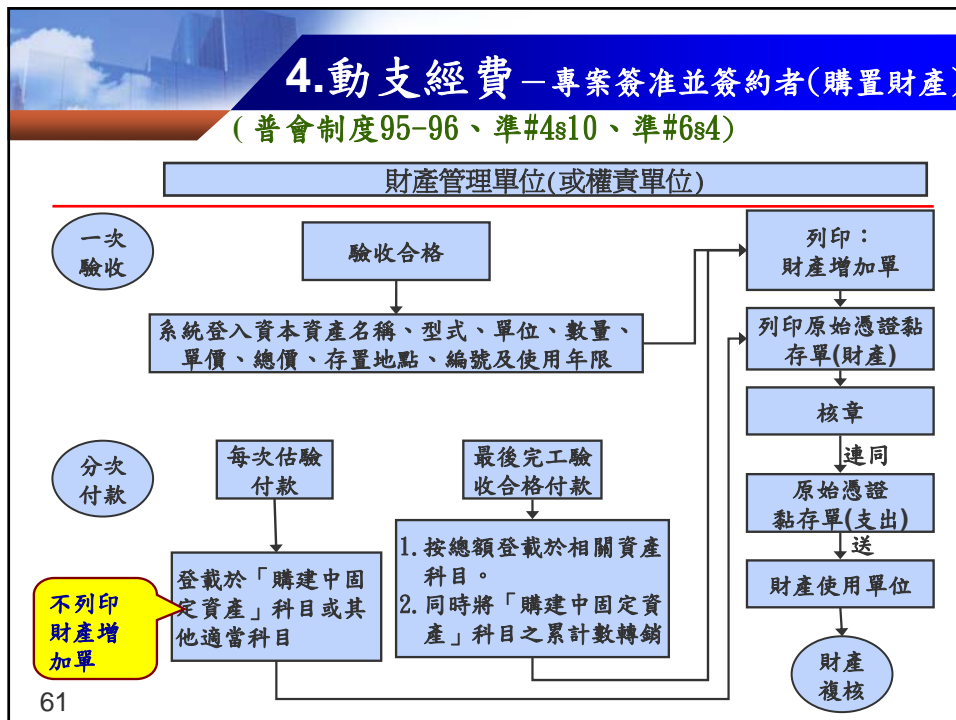 4.動支經費－專案簽准並簽約者(購置財產)
(普會制度95-96、準#4§10、準#6§4)
財產管理單位(或權責單位)
一次
驗收
驗收合格
系統登入資本資產名稱、型式、單位、數量、
單價、總價、存置地點、編號及使用年限
分次
付款
每次估驗
付款
登載於「購建中固
定資產」科目或其
他適當科目
不列印
財產增
加單
最後完工驗
收合格付款
1. 按總額登載於相關資產
科目。
2. 同時將「購建中固定資
產」科目之累計數轉銷
列印：
財產增加單
列印原始憑證黏
存單(財產)
核章
連同
原始憑證
黏存單(支出)
送
財產使用單位
財產
複核
61